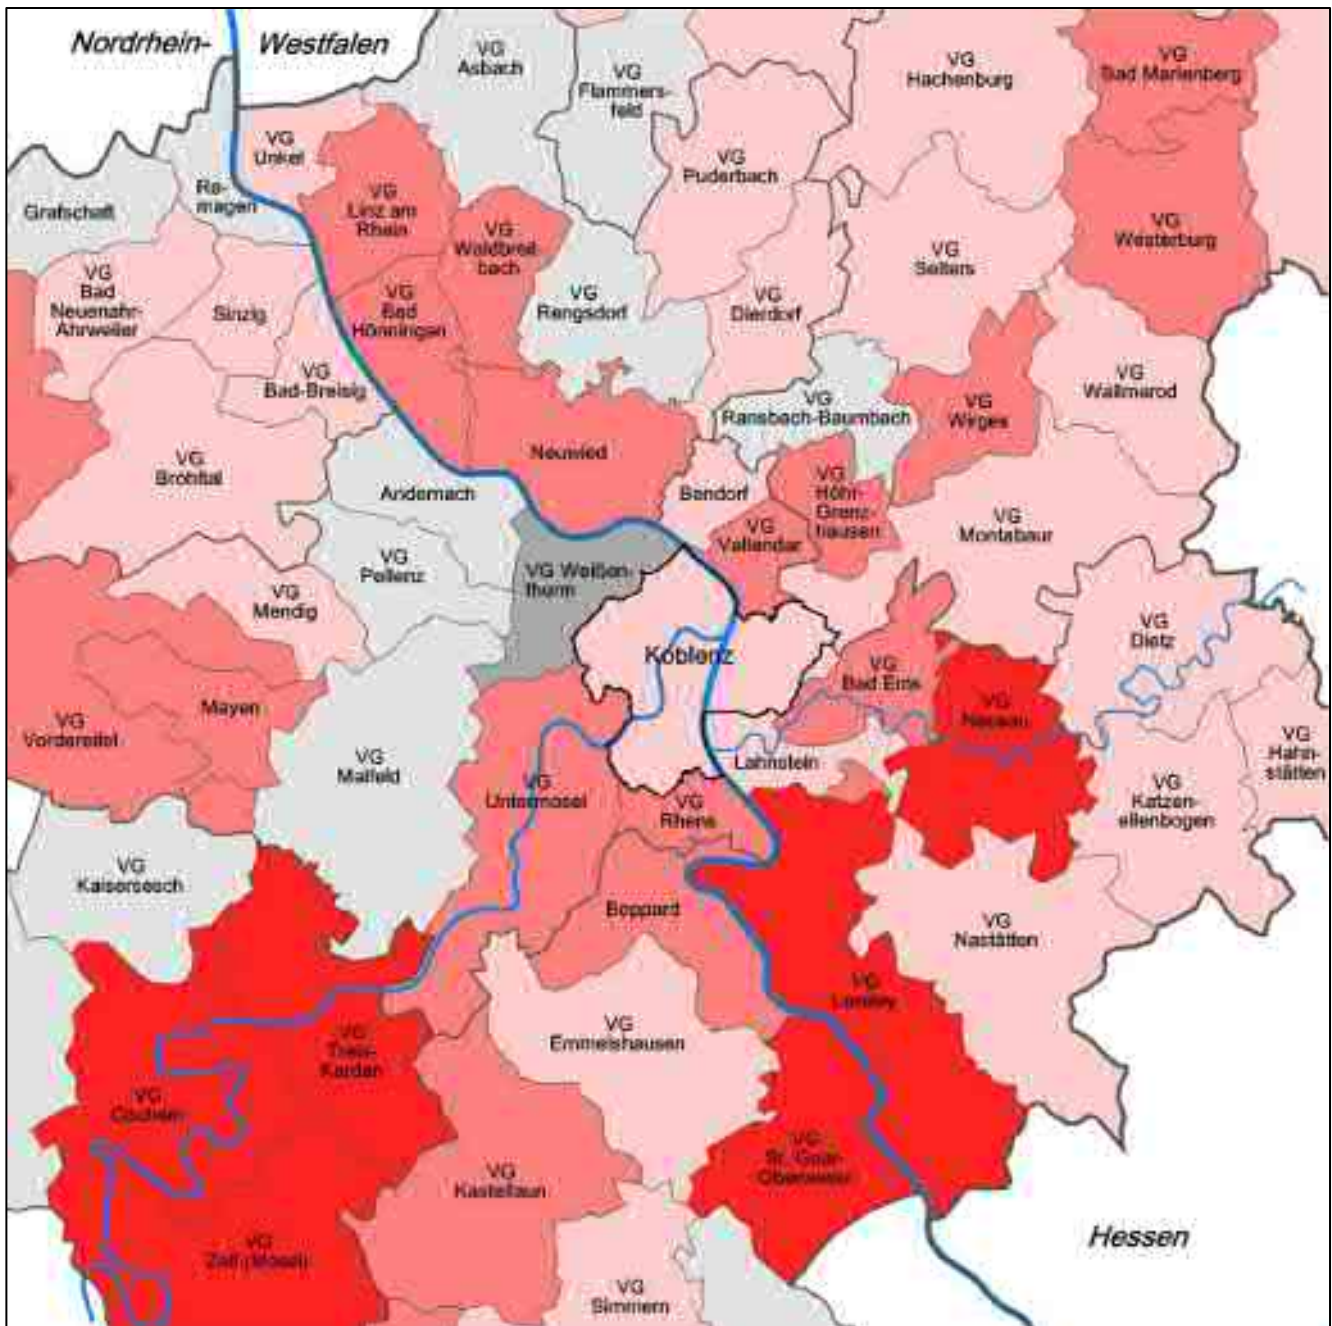 Nordrhein-
Westfalen
VG
Asbach
VG
Flammers-
feld
VG
Hachenburg
VG
Bad Marienberg
VG
Unkel
VG
Puderbach
Re-
magen
Grafschaft
VG
Linz am
Rhein
VG
Waldbreit-
bach
VG
Westerburg
VG
Selters
VG
Bad
Neuenahr-
Ahrweiler
Sinzig
VG
Bad
Hönningen
VG
Rengsdorf
VG
Dierdorf
VG
Bad-Breisig
VG
Ransbach-Baumbach
VG
Wirges
VG
Wallmerod
VG
Brohltal
Neuwied
Andernach
Bendorf
VG
Höhr-
Grenz-
hausen
VG
Vallendar
VG
Montabaur
VG
Pellenz
VG Weißen-
thurm
VG
Mendig
VG
Dietz
Koblenz
VG
Bad Ems
VG
Nassau
Mayen
VG
Vordereifel
VG
Maifeld
Lahnstein
VG
Hahn-
stätten
VG
Untermosel
VG
Rhens
VG
Katzen-
ellenbogen
VG
Kaisersesch
Boppard
VG
Nastätten
VG
Loreley
VG
Emmelshausen
VG
Treis-
Karden
VG
Cochem
VG
St. Goar-
Oberwesel
VG
Kastellaun
VG
Zell (Mosel)
VG
Simmern
Hessen